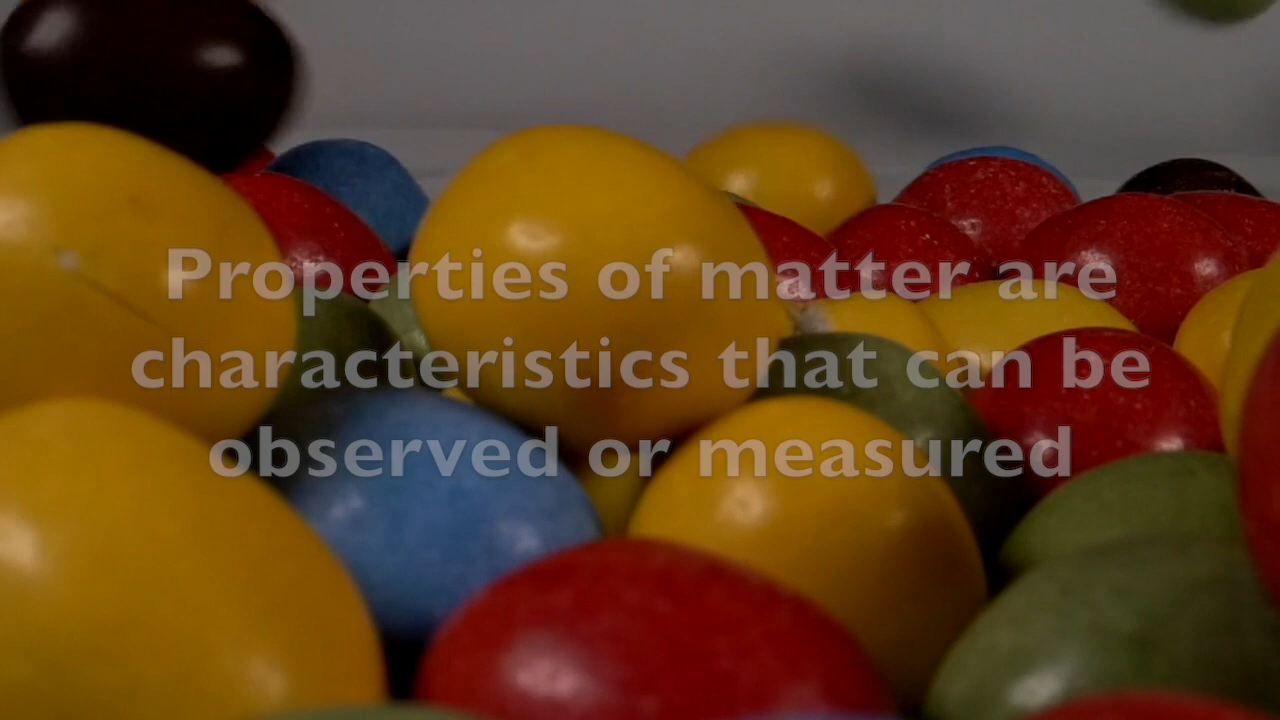 Properties of matter are
characteristics that can be
observed or measured